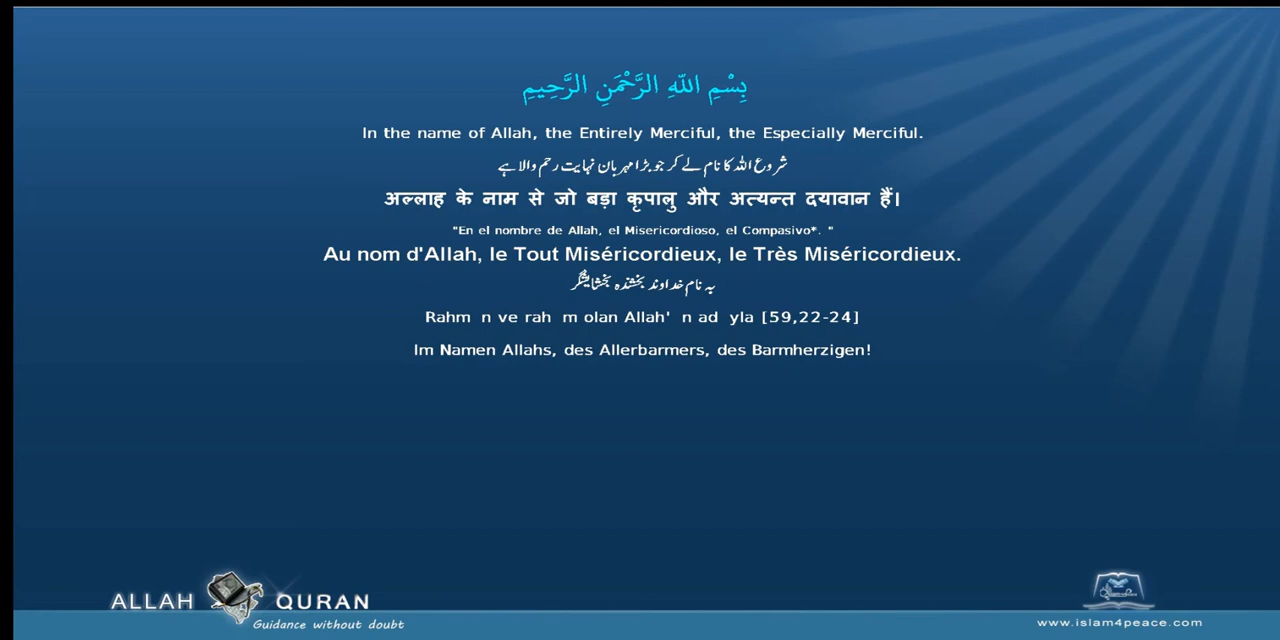 بِسْمِ اللّهِ الرَّحْمَنِ الرَّحِيمِ
In the name of Allah, the Entirely Merciful, the Especially Merciful.
شروع اللہ کا نام لے کر جو بڑا مہربان نہایت رحم والا ہے
अल्लाह के नाम से जो बड़ा कृपालु और अत्यन्त दयावान हैं।
"En el nombre de Allah, el Misericordioso, el Compasivo*. "
Au nom d'Allah, le Tout Miséricordieux, le Très Miséricordieux.
به نام خداوند بخشنده بخشایشگر
Rahm n ve rah m olan Allah' n ad yla [59,22-24]
Im Namen Allahs, des Allerbarmers, des Barmherzigen!
ALLAH QURAN
Guidance without doubt
www.islam4peace.com